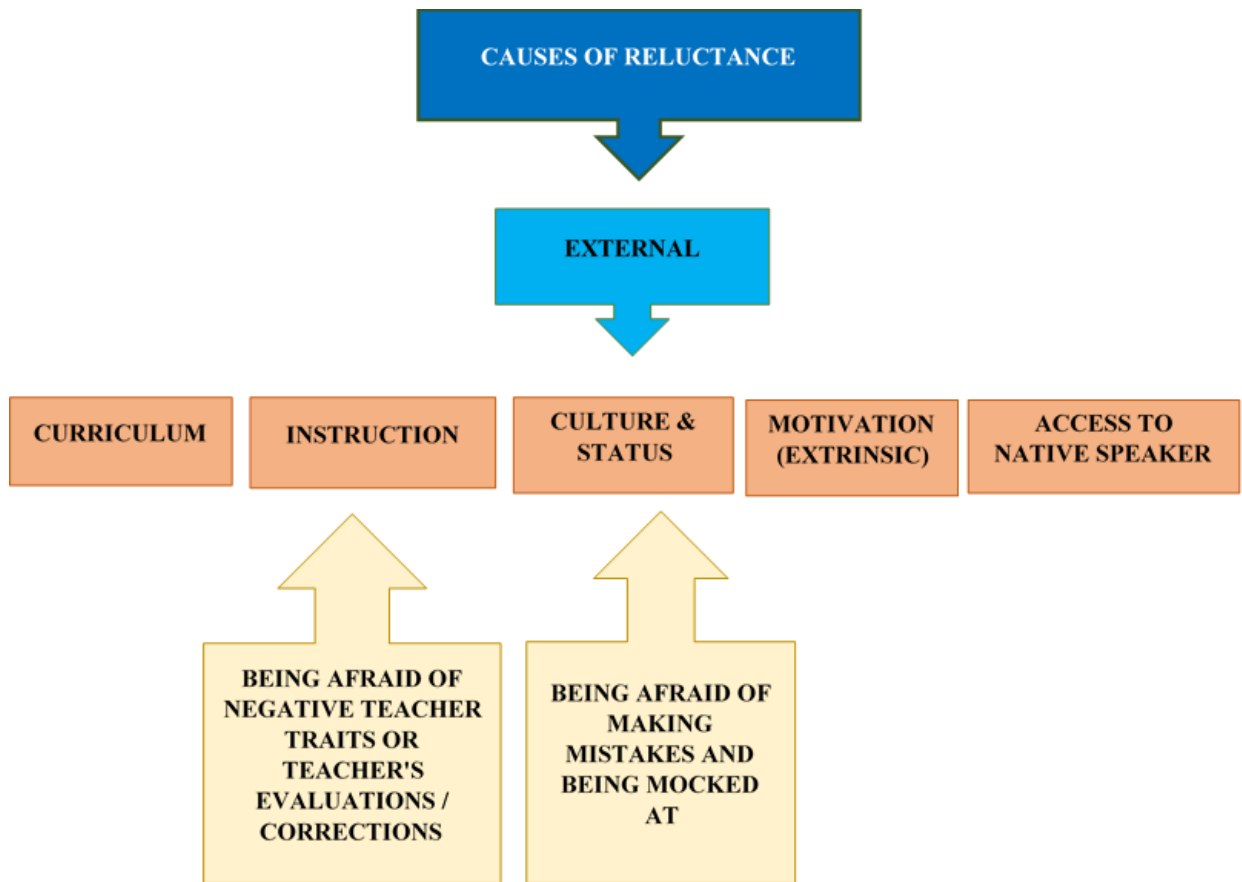 CAUSES OF RELUCTANCE
EXTERNAL
CURRICULUM
INSTRUCTION
CULTURE &
STATUS
MOTIVATION
(EXTRINSIC)
ACCESS TO
NATIVE SPEAKER
BEING AFRAID OF
NEGATIVE TEACHER
TRAITS OR
TEACHER'S
EVALUATIONS /
CORRECTIONS
BEING AFRAID OF
MAKING
MISTAKES AND
BEING MOCKED
AT